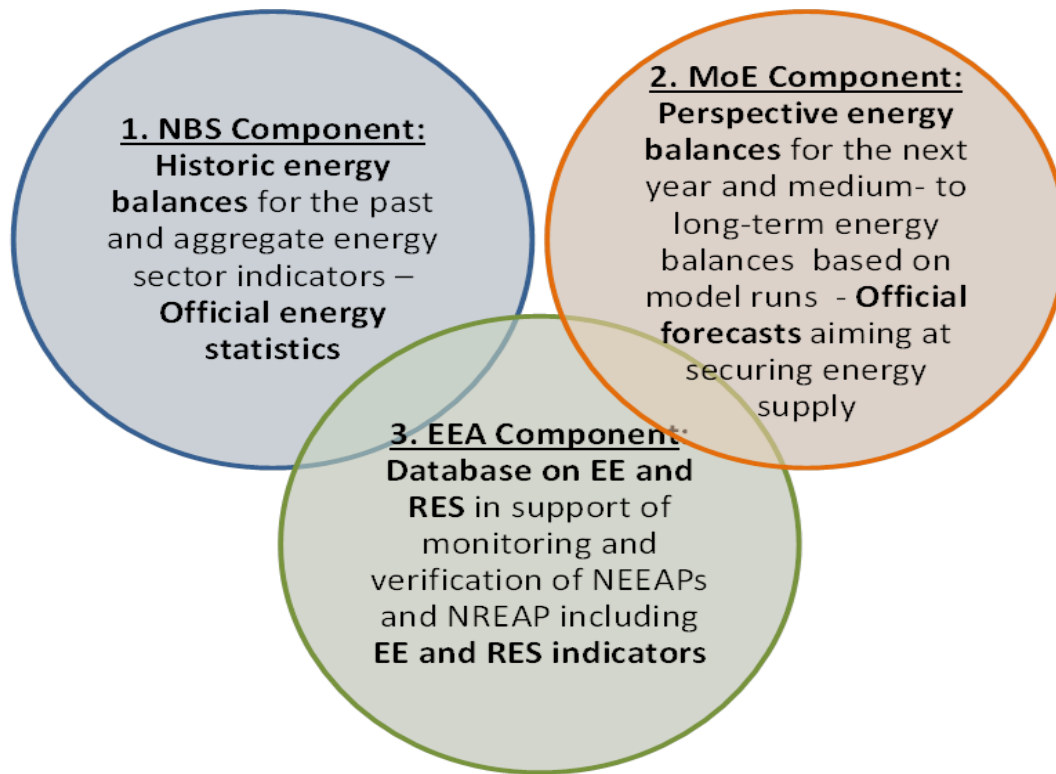 1. NBS Component:
Historic energy
balances for the past
and aggregate energy
sector indicators –
Official energy
statistics
2. MoE Component:
Perspective energy
balances for the next
year and medium- to
long-term energy
balances  based on
model runs  - Official
forecasts aiming at
securing energy
supply
3. EEA Component:
Database on EE and
RES in support of
monitoring and
verification of NEEAPs
and NREAP including
EE and RES indicators